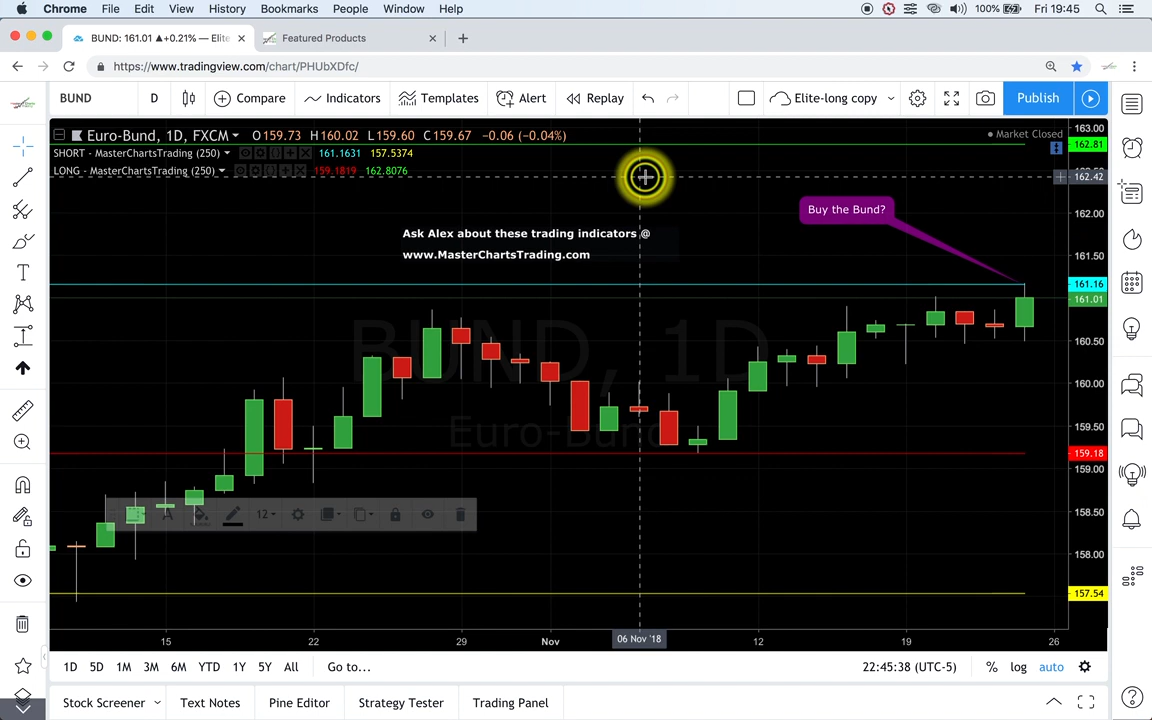 Chrome File Edit View History Bookmarks People Window Help 100% Fri 19:45
BUND: 161.01 ▲+0.21% — Elite Featured Products
https://www.tradingview.com/chart/PHUbXDfc/
BUND D Compare Indicators Templates Alert Replay Elite-long copy Publish
Euro-Bund, 1D, FXCM O159.73 H160.02 L159.60 C159.67 -0.06 (-0.04%) Market Closed
SHORT - MasterChartsTrading (250) 161.1631 157.5374
LONG - MasterChartsTrading (250) 159.1819 162.8076
Buy the Bund?
Ask Alex about these trading indicators @
www.MasterChartsTrading.com
BUND, 1D
Euro-Bund
163.00
162.81
162.42
162.00
161.50
161.16
161.01
160.50
160.00
159.50
159.18
159.00
158.50
158.00
157.54
12
15 22 29 Nov 06 Nov '18 12 19 26
1D 5D 1M 3M 6M YTD 1Y 5Y All Go to... 22:45:38 (UTC-5) % log auto
Stock Screener Text Notes Pine Editor Strategy Tester Trading Panel